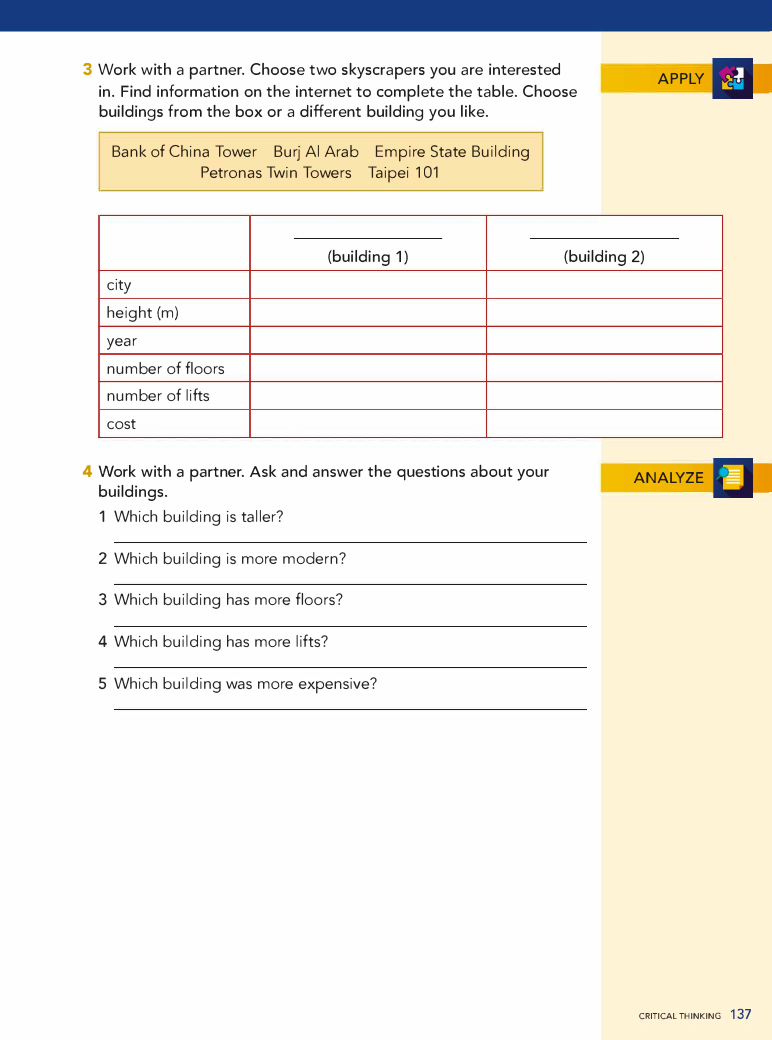 3 Work with a partner. Choose two skyscrapers you are interested
in. Find information on the internet to complete the table. Choose
buildings from the box or a different building you like.
APPLY
Bank of China Tower Burj Al Arab Empire State Building
Petronas Twin Towers Taipei 101
(building 1) (building 2)
city
height (m)
year
number of floors
number of lifts
cost
4 Work with a partner. Ask and answer the questions about your
buildings.
ANALYZE
1 Which building is taller?
2 Which building is more modern?
3 Which building has more floors?
4 Which building has more lifts?
5 Which building was more expensive?
CRITICAL THINKING 137